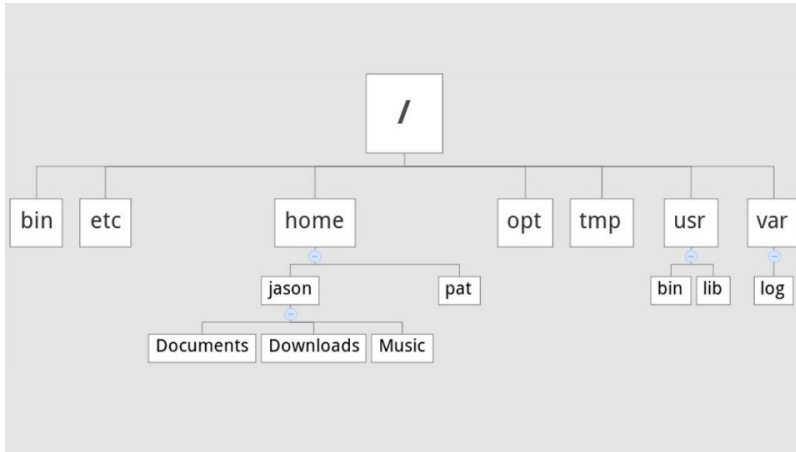 /
bin etc home opt tmp usr var
jason pat bin lib log
Documents Downloads Music